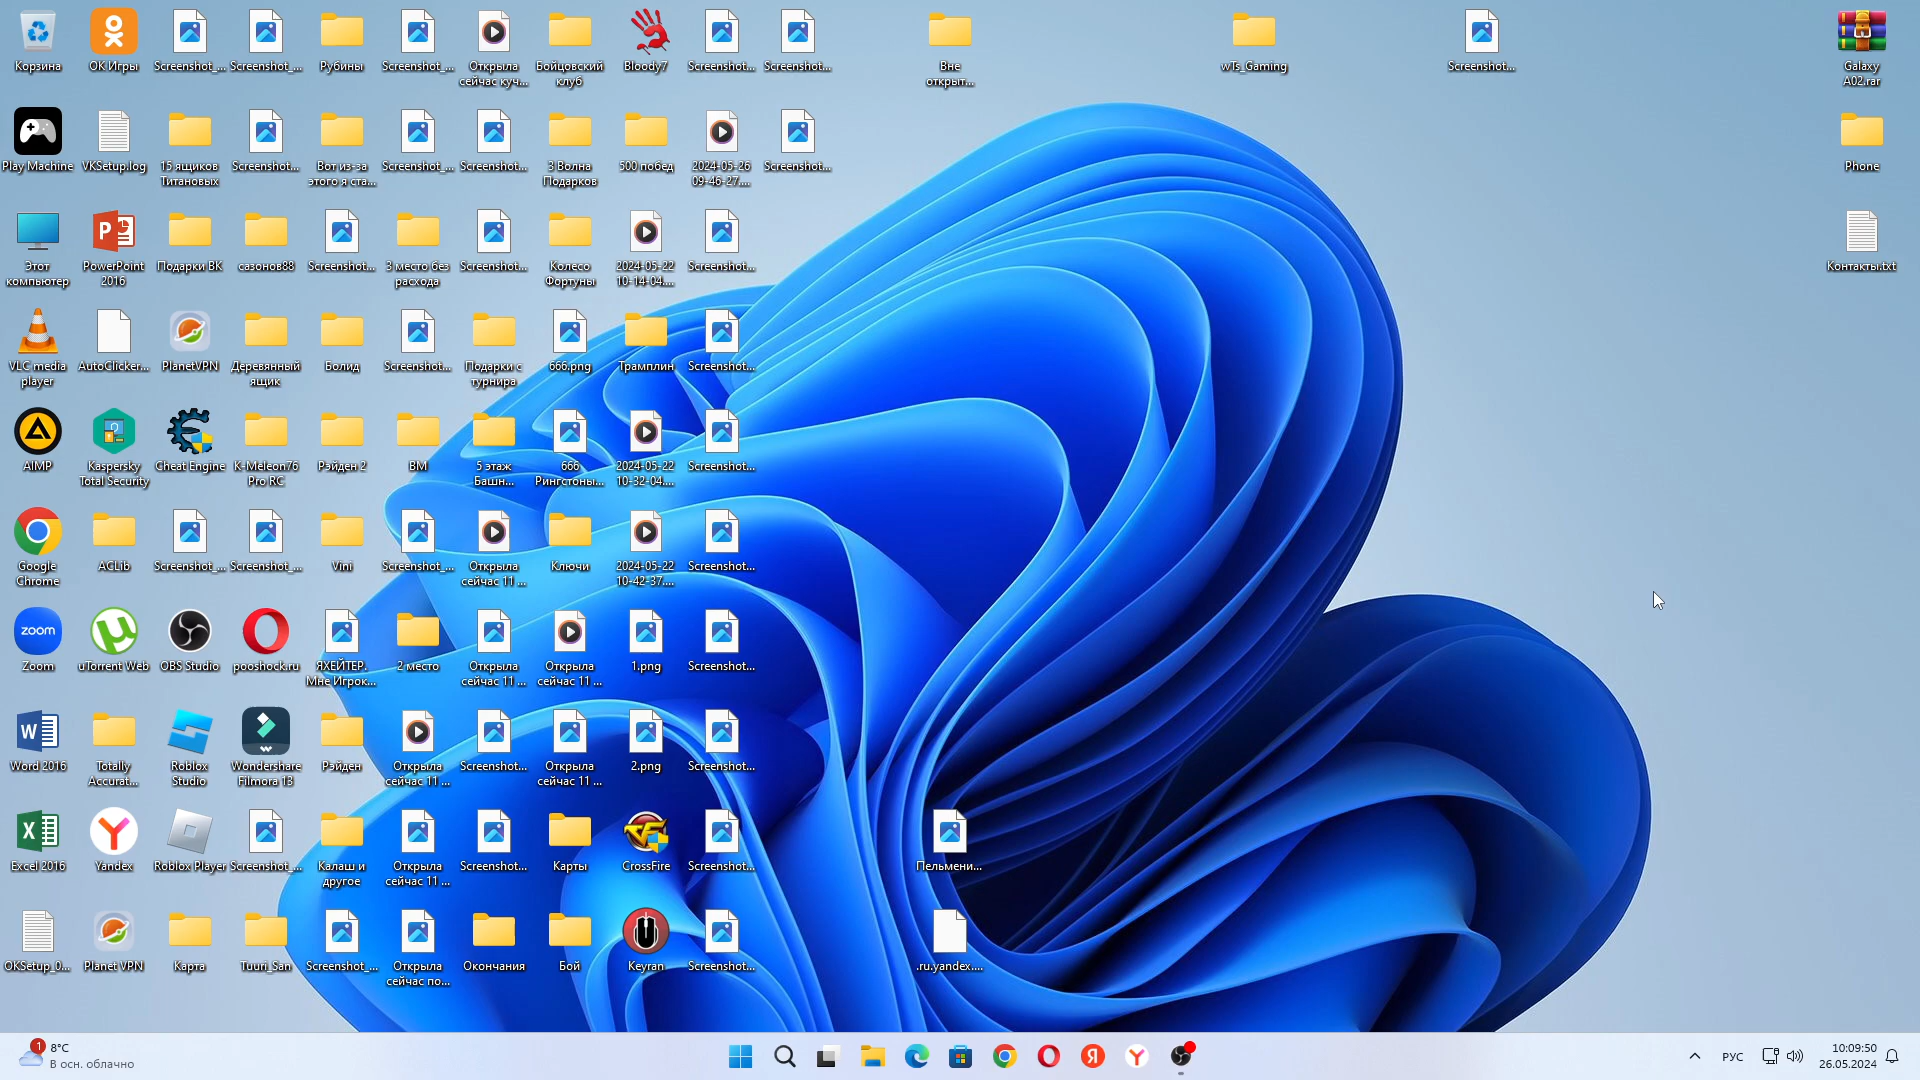 Корзина
ОК Игры
Screenshot_...
Screenshot_...
Рубины
Screenshot_...
Открыла
сейчас куч...
Бойцовский
клуб
Bloody7
Screenshot...
Screenshot...
Вне
открыт...
wTs_Gaming
Screenshot...
Galaxy
A02.rar
Play Machine
VKSetup.log
15 ящиков
Титановых
Screenshot...
Вот из-за
этого я ста...
Screenshot_...
Screenshot...
3 Волна
Подарков
500 побед
2024-05-26
09-46-27....
Screenshot...
Phone
Этот
компьютер
PowerPoint
2016
Подарки ВК
сазонов88
Screenshot...
3 место без
расхода
Screenshot...
Колесо
Фортуны
2024-05-22
10-14-04....
Screenshot...
Контакты.txt
VLC media
player
AutoClicker...
PlanetVPN
Деревянный
ящик
Болид
Screenshot...
Подарки с
турнира
666.png
Трамплин
Screenshot...
AIMP
Kaspersky
Total Security
Cheat Engine
K-Meleon76
Pro RC
Рэйден 2
ВМ
5 этаж
Башн...
666
Рингстоны...
2024-05-22
10-32-04....
Screenshot...
Google
Chrome
ACLib
Screenshot_...
Screenshot_...
Vini
Screenshot_...
Открыла
сейчас 11 ...
Ключи
2024-05-22
10-42-37....
Screenshot...
zoom
Zoom
uTorrent Web
OBS Studio
pooshock.ru
ЯХЕЙТЕР.
Мне Игрок...
2 место
Открыла
сейчас 11 ...
Открыла
сейчас 11 ...
1.png
Screenshot...
Word 2016
Totally
Accurat...
Roblox
Studio
Wondershare
Filmora 13
Рэйден
Открыла
сейчас 11 ...
Screenshot...
Открыла
сейчас 11 ...
2.png
Screenshot...
Excel 2016
Yandex
Roblox Player
Screenshot_...
Калаш и
другое
Открыла
сейчас 11 ...
Screenshot...
Карты
CrossFire
Screenshot...
Пельмени...
OKSetup_0...
Planet VPN
Карта
Tuuri_San
Screenshot_...
Открыла
сейчас по...
Окончания
Бой
Keyran
Screenshot...
.ru.yandex....
1
8°C
В осн. облачно
РУС
10:09:50
26.05.2024